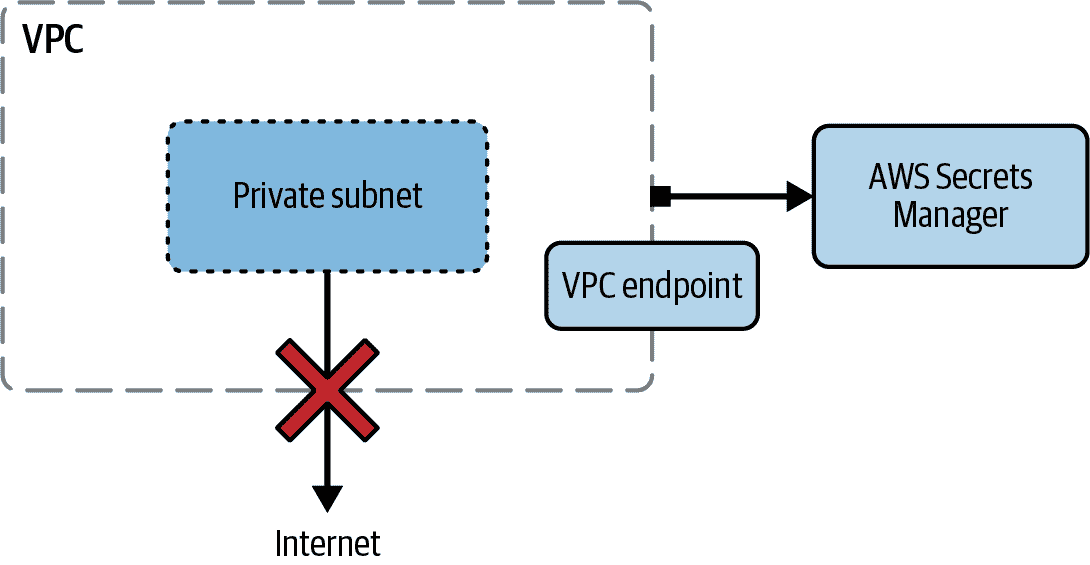 VPC
Private subnet
AWS Secrets
Manager
VPC endpoint
Internet